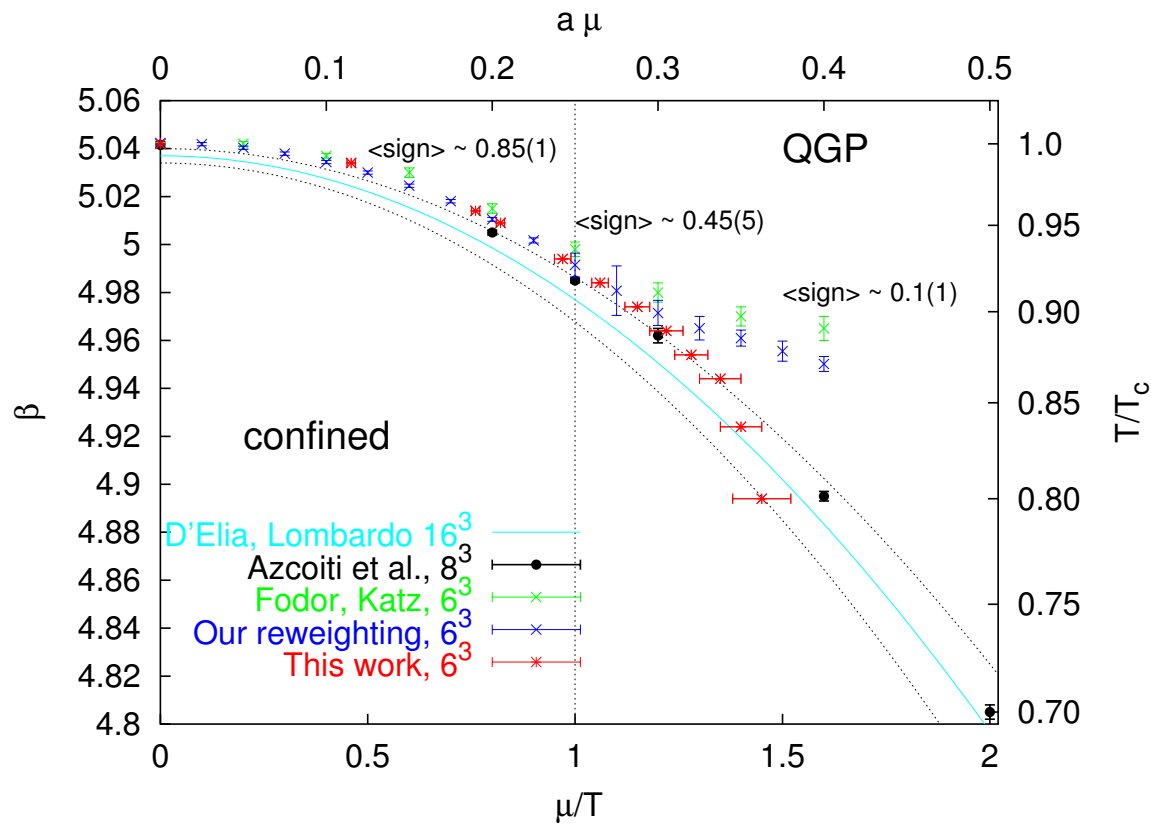 a μ
0 0.1 0.2 0.3 0.4 0.5
5.06
5.04
5.02
5
4.98
4.96
4.94
4.92
4.9
4.88
4.86
4.84
4.82
4.8
β
<sign> ~ 0.85(1)
QGP
<sign> ~ 0.45(5)
<sign> ~ 0.1(1)
confined
D'Elia, Lombardo 16³
Azcoiti et al., 8³
Fodor, Katz, 6³
Our reweighting, 6³
This work, 6³
1.0
0.95
0.90
0.85
0.80
0.75
0.70
T/Tc
0 0.5 1 1.5 2
μ/T